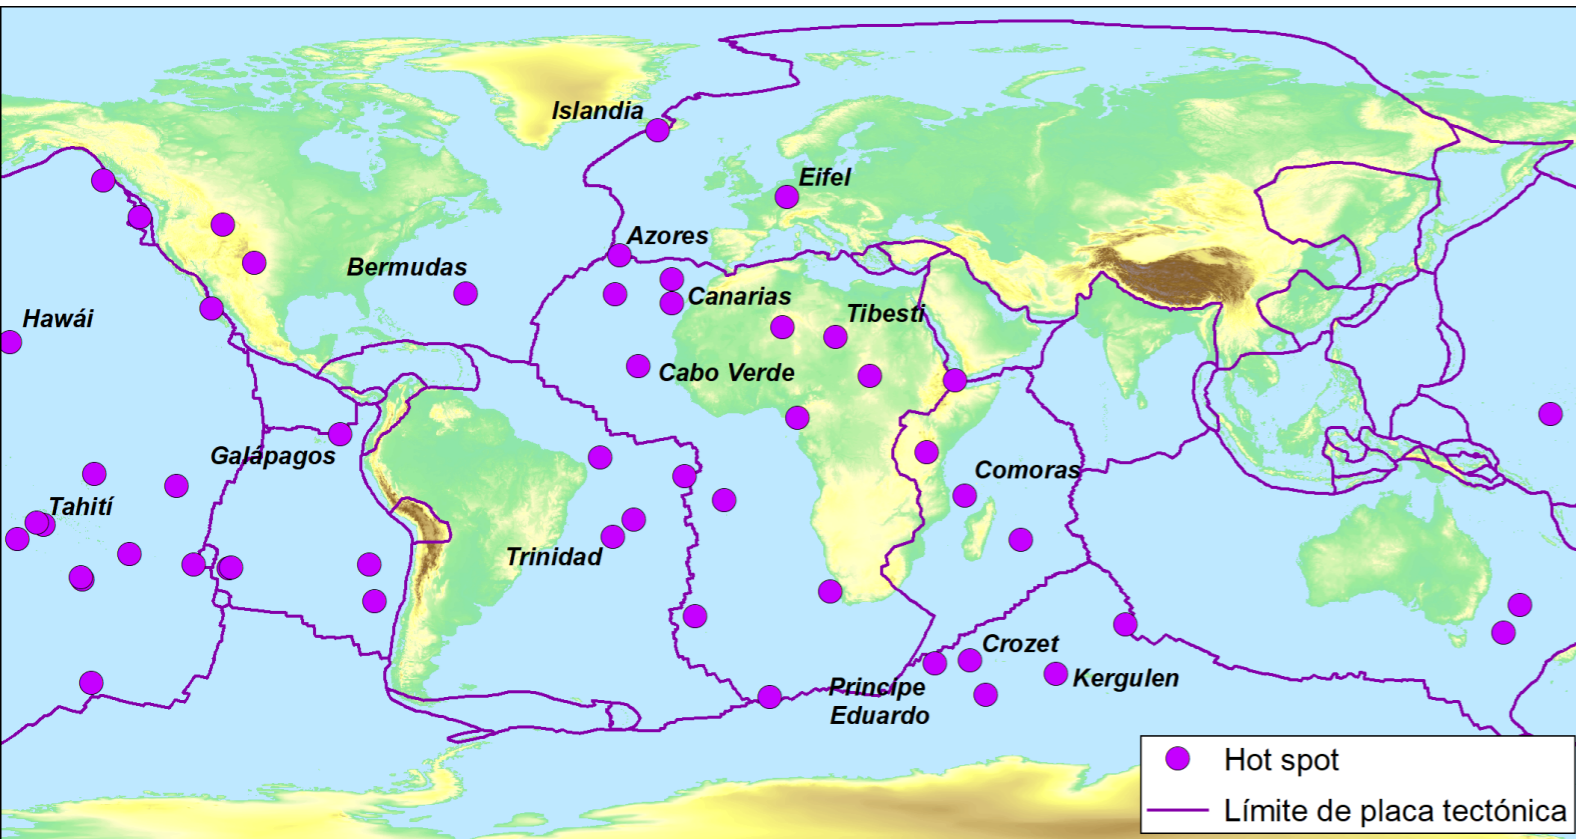 Islandia
Eifel
Azores
Bermudas
Canarias
Hawái
Tibesti
Cabo Verde
Galápagos
Comoras
Tahití
Trinidad
Crozet
Kergulen
Princípe
Eduardo
Hot spot
Límite de placa tectónica